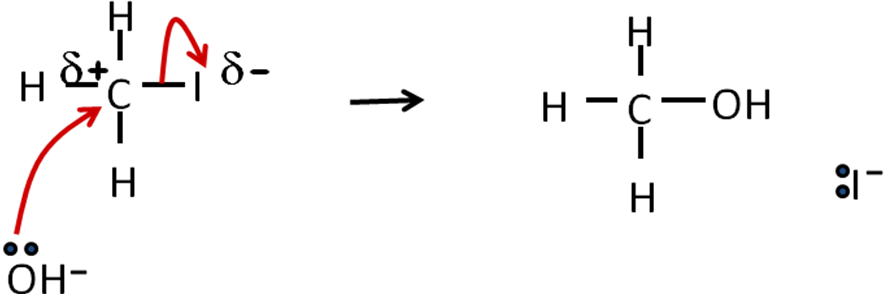 H H
H δ+ C I δ− H C OH
H H I−
OH−